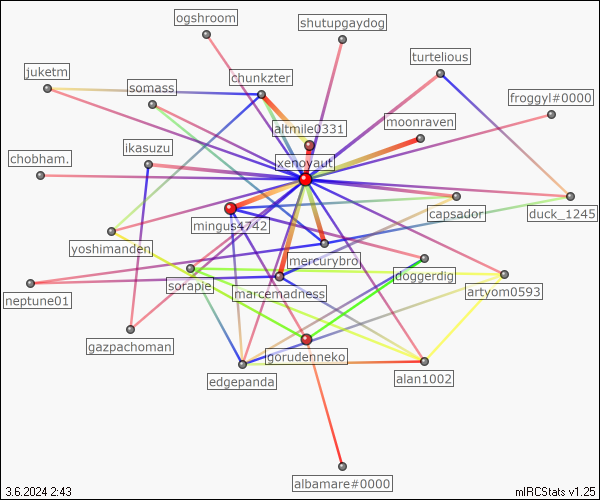 ogshroom
shutupgaydog
turtelious
juketm
chunkzter
somass
froggyl#0000
moonraven
altmile0331
ikasuzu
chobham.
xenoyaut
capsador
duck_1245
mingus4742
yoshimanden
mercurybro
doggerdig
sorapie
marcemadness
artyom0593
neptune01
gazpachoman
gorudenneko
edgepanda
alan1002
albamare#0000
3.6.2024 2:43
mIRCStats v1.25